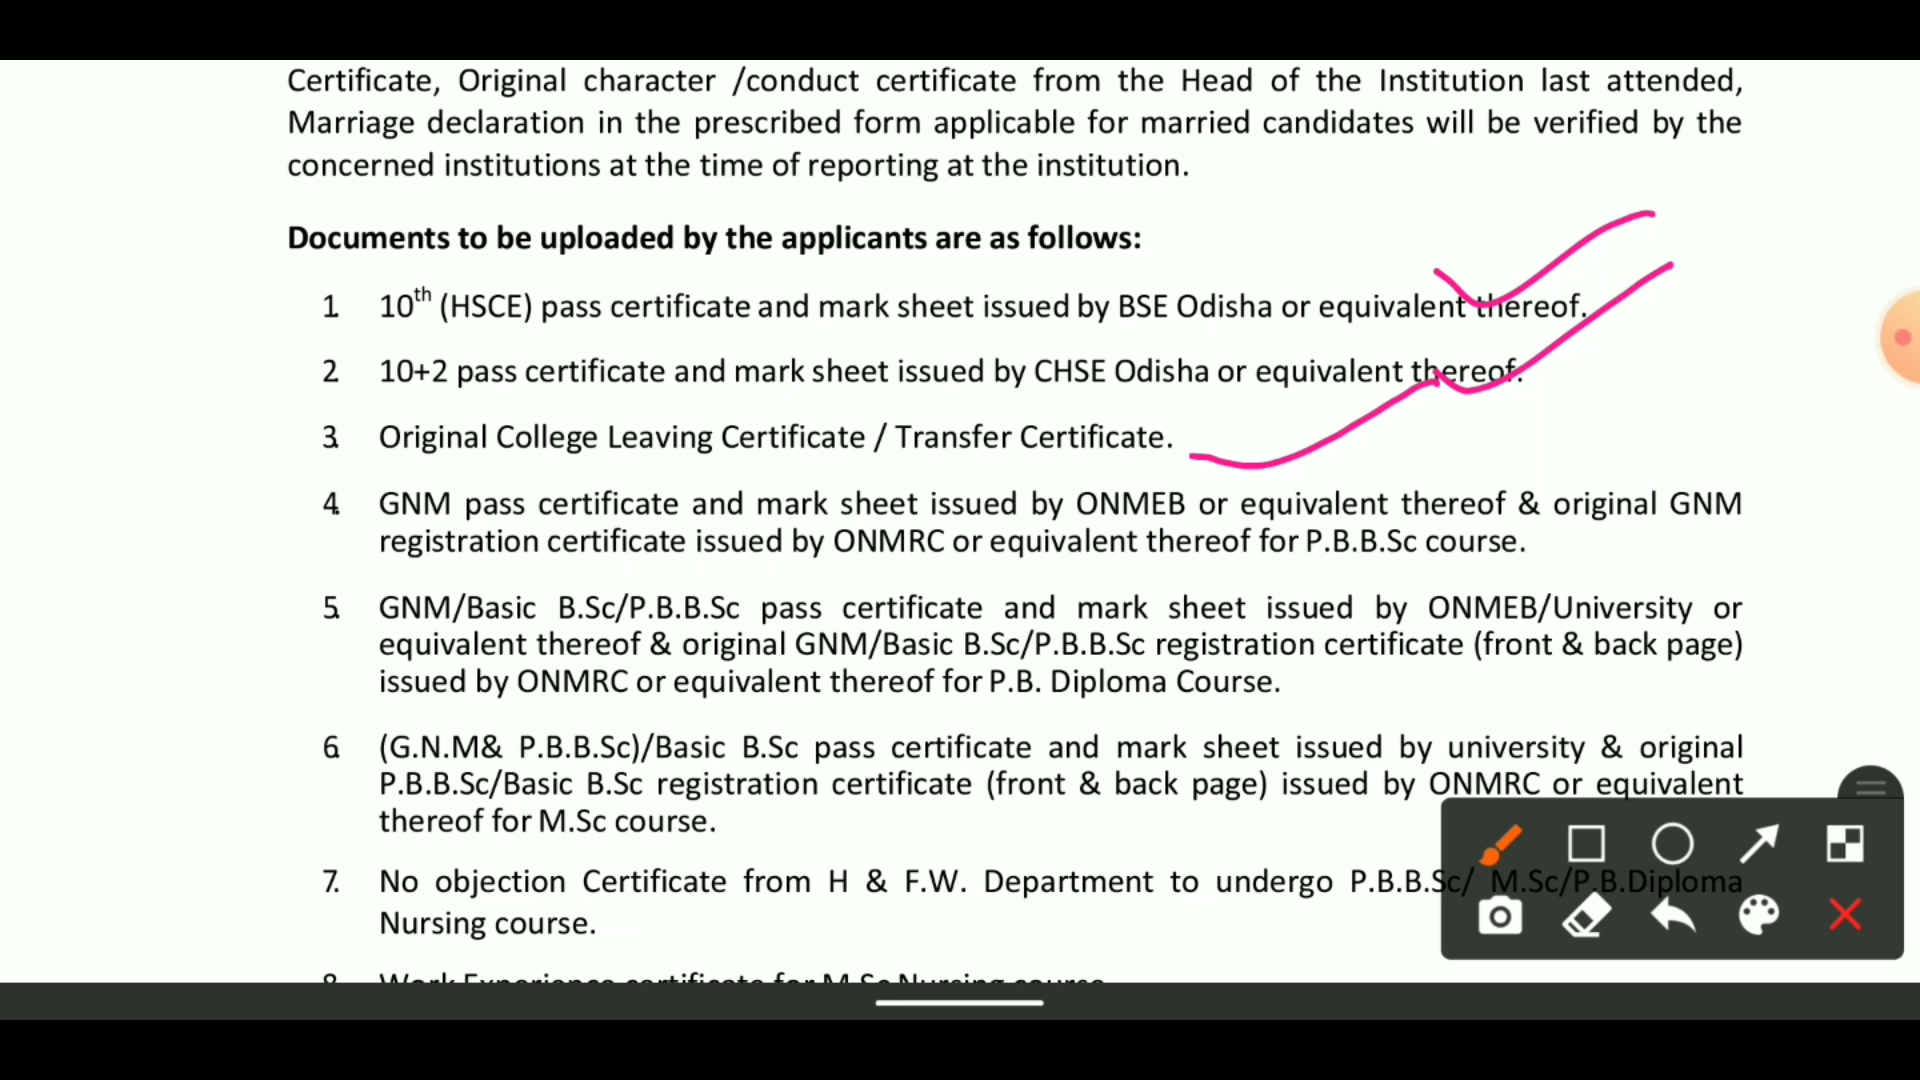 Certificate, Original character /conduct certificate from the Head of the Institution last attended,
Marriage declaration in the prescribed form applicable for married candidates will be verified by the
concerned institutions at the time of reporting at the institution.
Documents to be uploaded by the applicants are as follows:
1 10th (HSCE) pass certificate and mark sheet issued by BSE Odisha or equivalent thereof.
2 10+2 pass certificate and mark sheet issued by CHSE Odisha or equivalent thereof.
3. Original College Leaving Certificate / Transfer Certificate.
4. GNM pass certificate and mark sheet issued by ONMEB or equivalent thereof & original GNM
registration certificate issued by ONMRC or equivalent thereof for P.B.B.Sc course.
5. GNM/Basic B.Sc/P.B.B.Sc pass certificate and mark sheet issued by ONMEB/University or
equivalent thereof & original GNM/Basic B.Sc/P.B.B.Sc registration certificate (front & back page)
issued by ONMRC or equivalent thereof for P.B. Diploma Course.
6. (G.N.M& P.B.B.Sc)/Basic B.Sc pass certificate and mark sheet issued by university & original
P.B.B.Sc/Basic B.Sc registration certificate (front & back page) issued by ONMRC or equivalent
thereof for M.Sc course.
7. No objection Certificate from H & F.W. Department to undergo P.B.B.Sc/ M.Sc/P.B.Diploma
Nursing course.
8. Work Experience certificate for M.Sc Nursing course